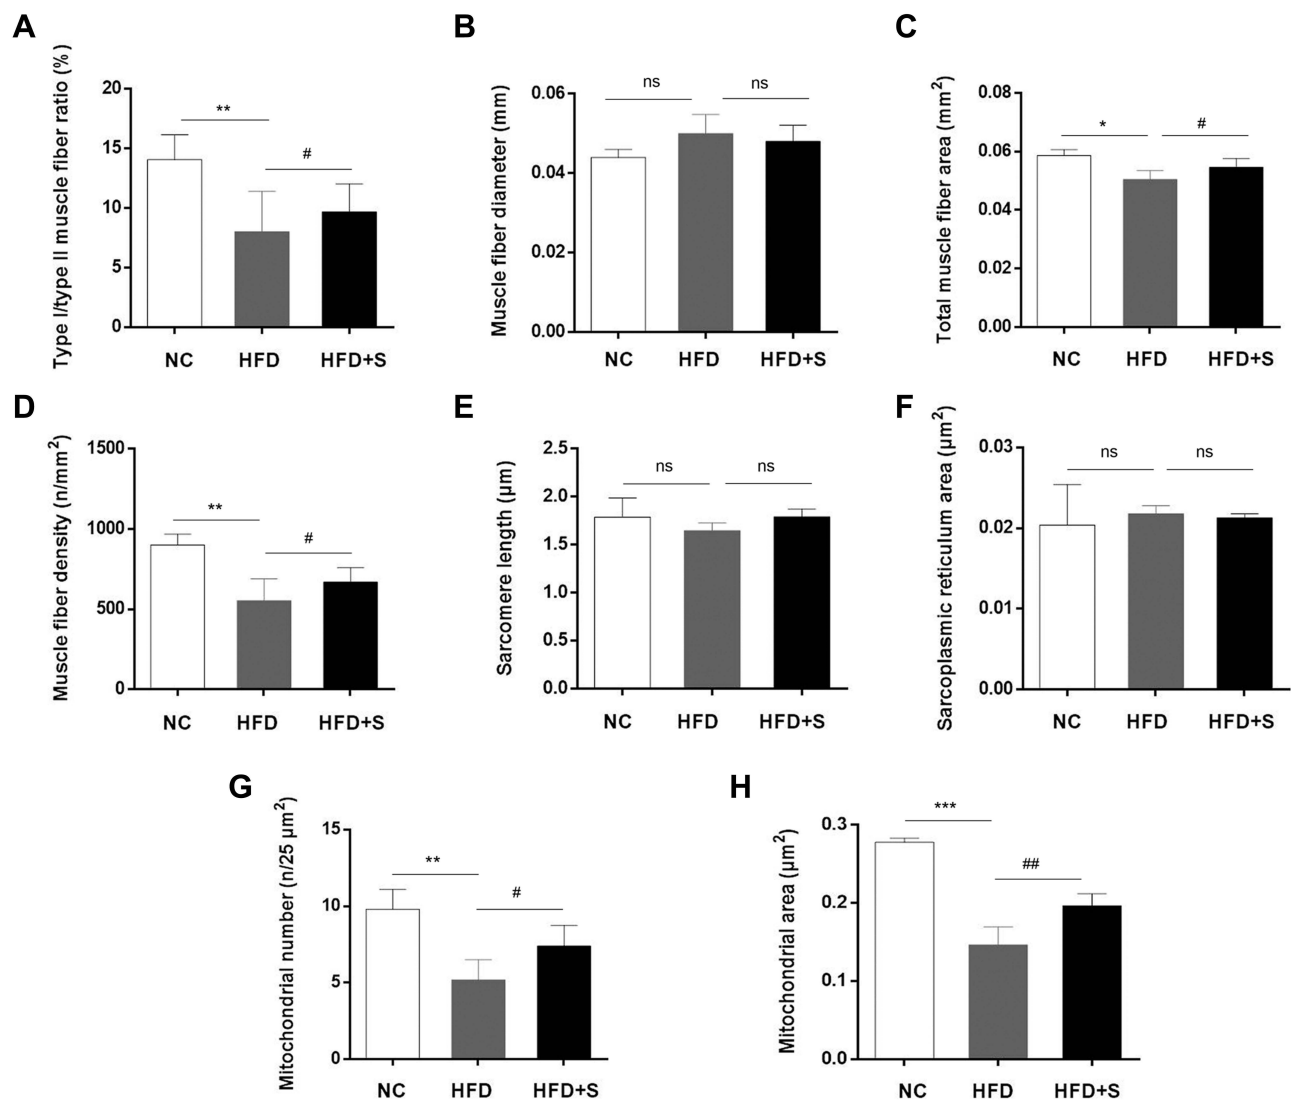 A
Type I/type II muscle fiber ratio (%)
20
15
10
5
0
**
#
NC HFD HFD+S
B
Muscle fiber diameter (mm)
0.06
0.04
0.02
0.00
ns ns
NC HFD HFD+S
C
Total muscle fiber area (mm²)
0.08
0.06
0.04
0.02
0.00
* #
NC HFD HFD+S
D
Muscle fiber density (n/mm²)
1500
1000
500
0
**
#
NC HFD HFD+S
E
Sarcomere length (μm)
2.5
2.0
1.5
1.0
0.5
0.0
ns ns
NC HFD HFD+S
F
Sarcoplasmic reticulum area (μm²)
0.03
0.02
0.01
0.00
ns ns
NC HFD HFD+S
G
Mitochondrial number (n/25 μm²)
15
10
5
0
**
#
NC HFD HFD+S
H
Mitochondrial area (μm²)
0.3
0.2
0.1
0.0
***
##
NC HFD HFD+S